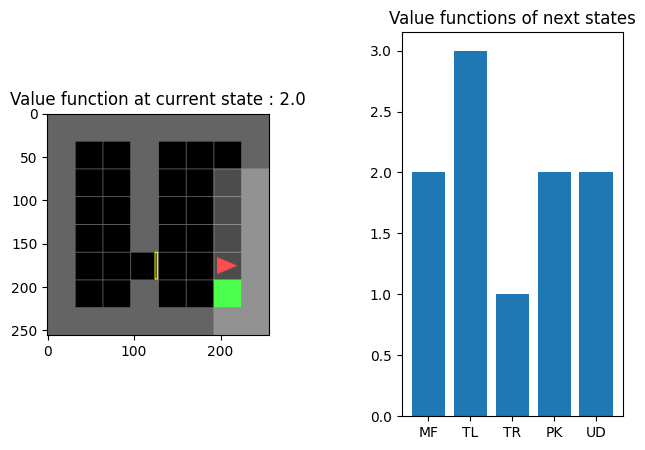 Value function at current state : 2.0
0
50
100
150
200
250
0
100
200
Value functions of next states
3.0
2.5
2.0
1.5
1.0
0.5
0.0
MF
TL
TR
PK
UD